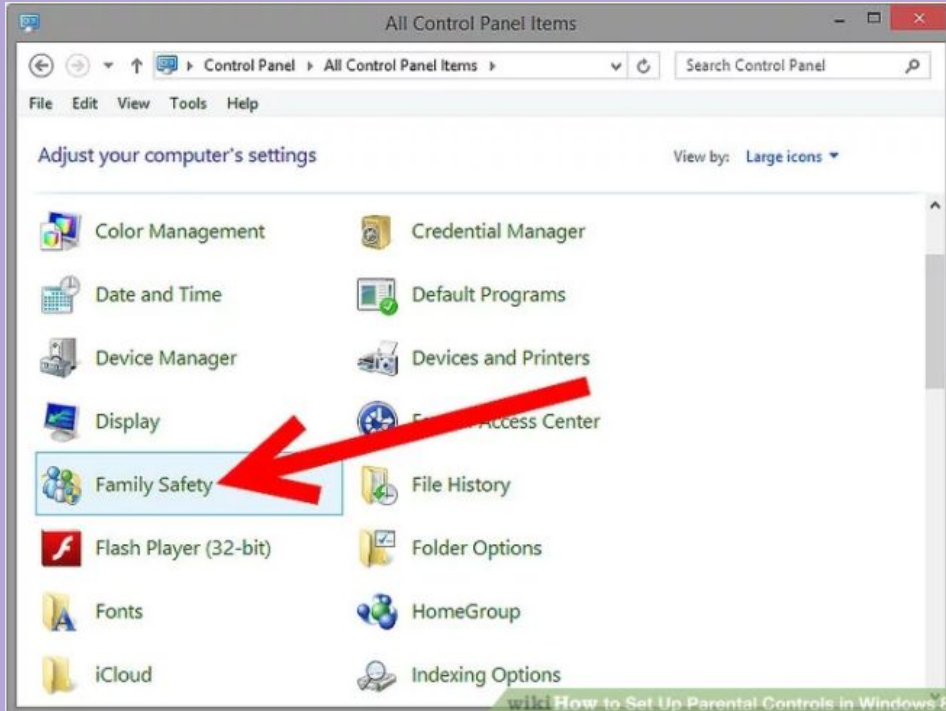 All Control Panel Items
Control Panel All Control Panel Items
Search Control Panel
File Edit View Tools Help
Adjust your computer's settings
View by: Large icons
Color Management
Credential Manager
Date and Time
Default Programs
Device Manager
Devices and Printers
Display
Access Center
Family Safety
File History
Flash Player (32-bit)
Folder Options
Fonts
HomeGroup
iCloud
Indexing Options
wiki How to Set Up Parental Controls in Windows